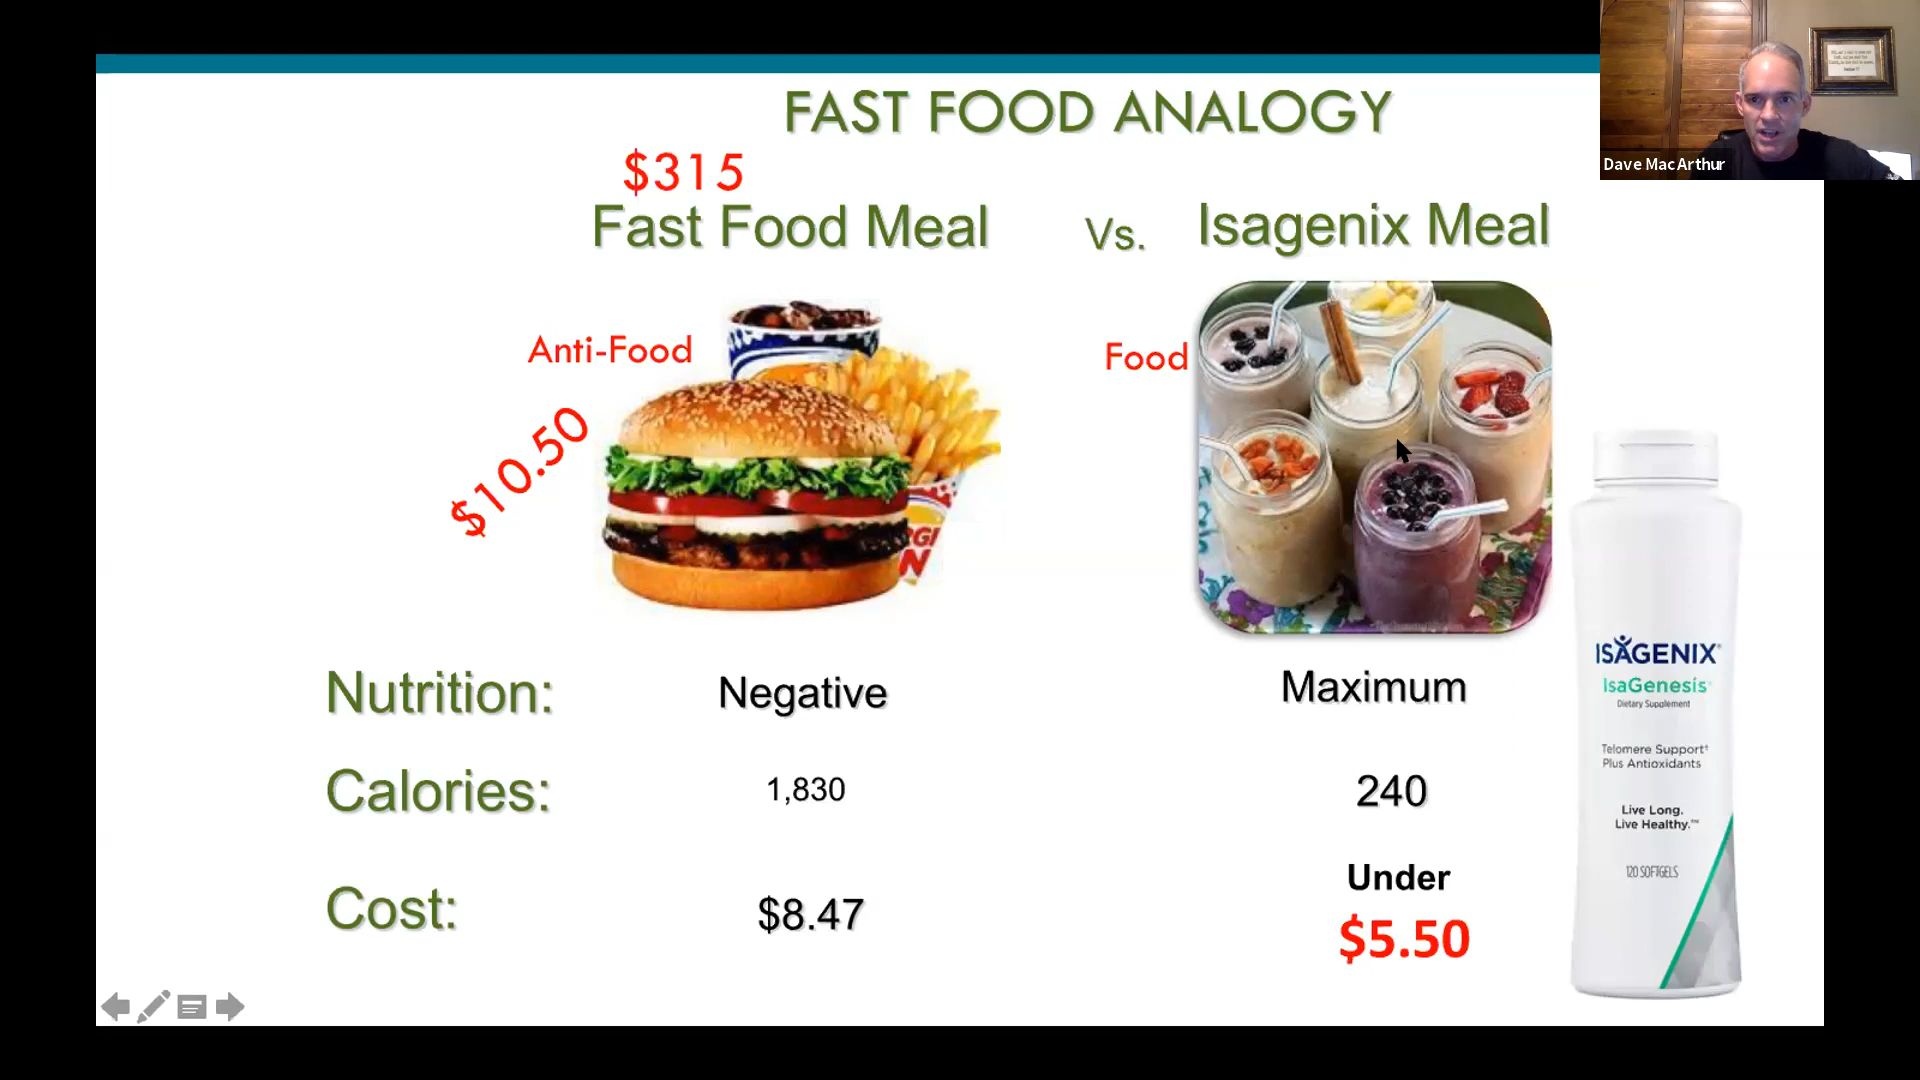 FAST FOOD ANALOGY
Dave MacArthur
$315
Fast Food Meal
Vs.
Isagenix Meal
Anti-Food
Food
$10.50
Nutrition:
Negative
Maximum
Calories:
1,830
240
Cost:
$8.47
Under
$5.50
ISAGENIX®
IsaGenesis®
Dietary Supplement
Telomere Support†
Plus Antioxidants
Live Long.
Live Healthy.™
120 SOFTGELS